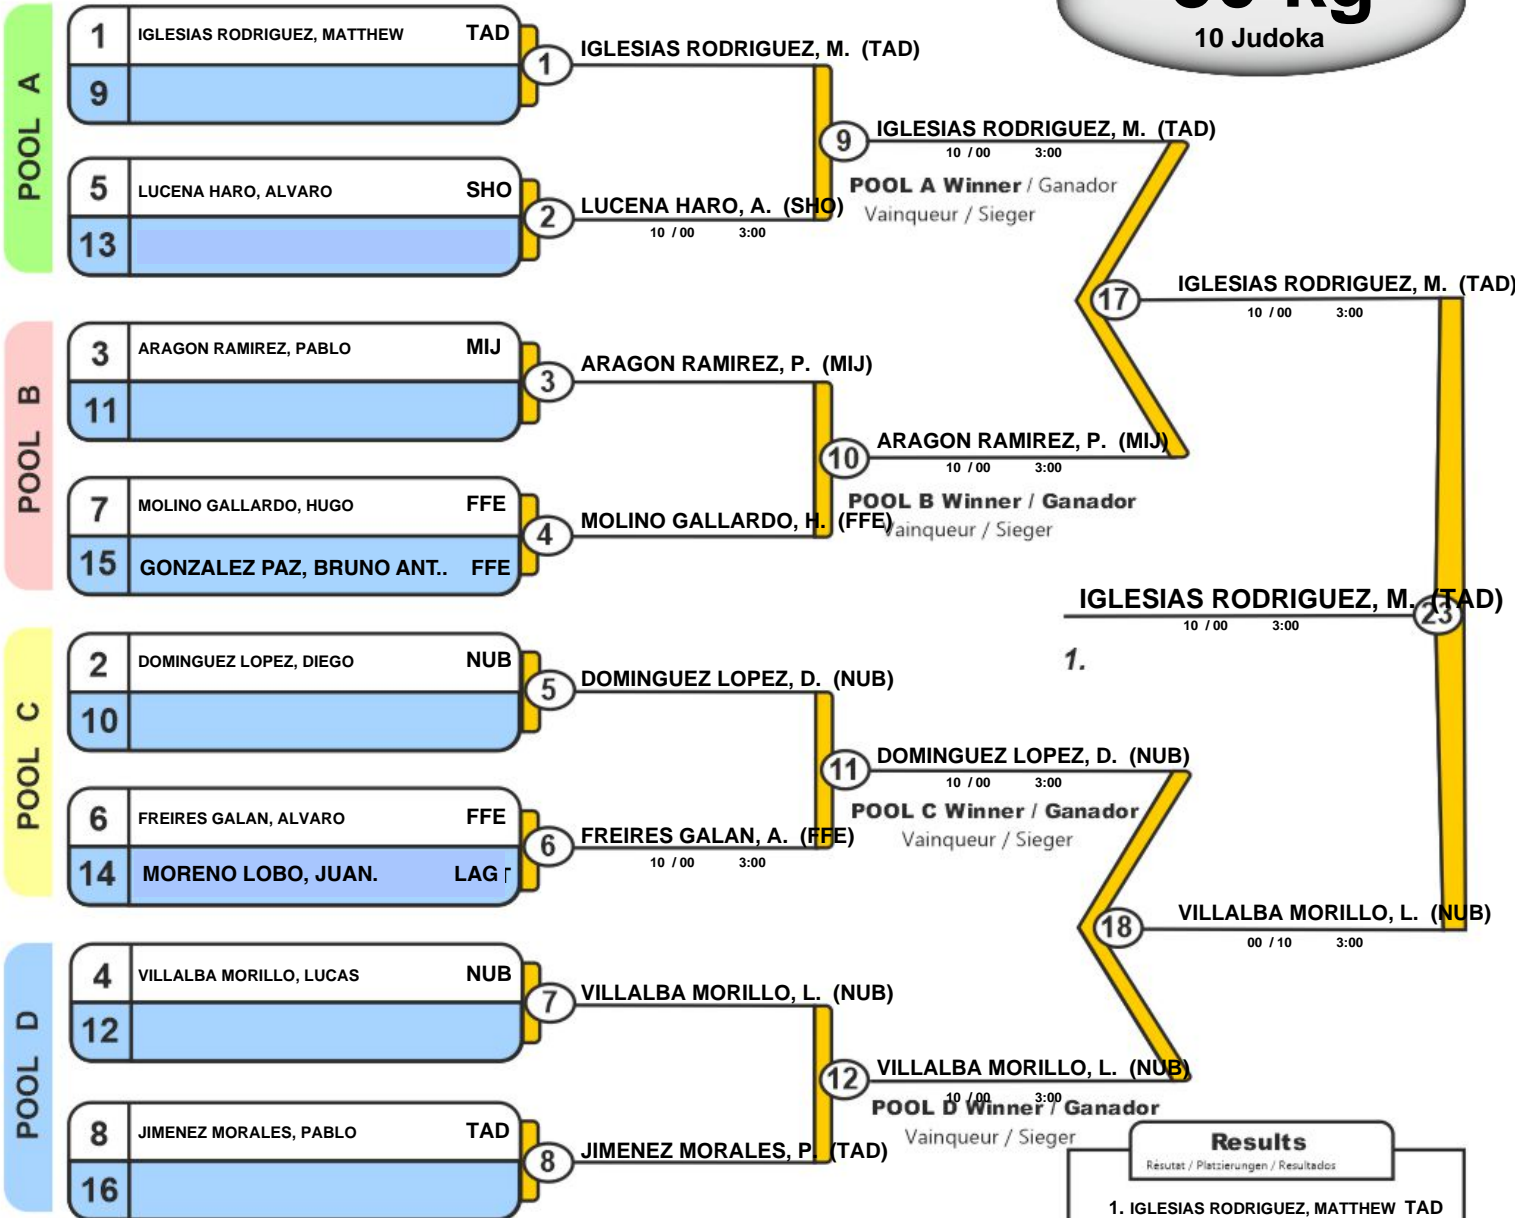 10 Judoka
POOL A
1 IGLESIAS RODRIGUEZ, MATTHEW TAD
9
5 LUCENA HARO, ALVARO SHO
13
1 IGLESIAS RODRIGUEZ, M. (TAD)
2 LUCENA HARO, A. (SHO)
10 / 00 3:00
9 IGLESIAS RODRIGUEZ, M. (TAD)
10 / 00 3:00
POOL A Winner / Ganador
Vainqueur / Sieger
POOL B
3 ARAGON RAMIREZ, PABLO MIJ
11
7 MOLINO GALLARDO, HUGO FFE
15 GONZALEZ PAZ, BRUNO ANT.. FFE
3 ARAGON RAMIREZ, P. (MIJ)
4 MOLINO GALLARDO, H. (FFE)
10 ARAGON RAMIREZ, P. (MIJ)
10 / 00 3:00
POOL B Winner / Ganador
Vainqueur / Sieger
17 IGLESIAS RODRIGUEZ, M. (TAD)
10 / 00 3:00
POOL C
2 DOMINGUEZ LOPEZ, DIEGO NUB
10
6 FREIRES GALAN, ALVARO FFE
14 MORENO LOBO, JUAN. LAG
5 DOMINGUEZ LOPEZ, D. (NUB)
6 FREIRES GALAN, A. (FFE)
10 / 00 3:00
11 DOMINGUEZ LOPEZ, D. (NUB)
10 / 00 3:00
POOL C Winner / Ganador
Vainqueur / Sieger
POOL D
4 VILLALBA MORILLO, LUCAS NUB
12
8 JIMENEZ MORALES, PABLO TAD
16
7 VILLALBA MORILLO, L. (NUB)
8 JIMENEZ MORALES, P. (TAD)
12 VILLALBA MORILLO, L. (NUB)
10 / 00 3:00
POOL D Winner / Ganador
Vainqueur / Sieger
18 VILLALBA MORILLO, L. (NUB)
00 / 10 3:00
IGLESIAS RODRIGUEZ, M. (TAD) 23
10 / 00 3:00
1.
Results
Résutat / Platzierungen / Resultados
1. IGLESIAS RODRIGUEZ, MATTHEW TAD